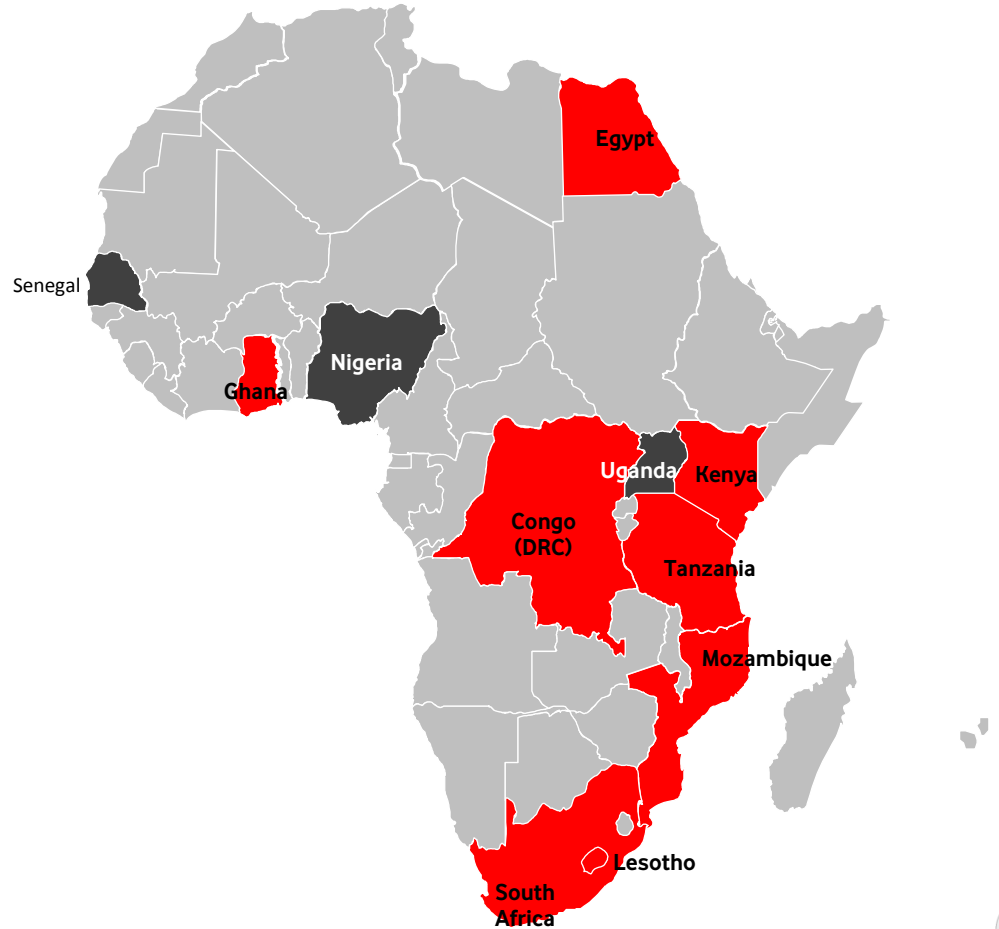 Egypt
Senegal
Nigeria
Ghana
Uganda
Kenya
Congo
(DRC)
Tanzania
Mozambique
Lesotho
South
Africa